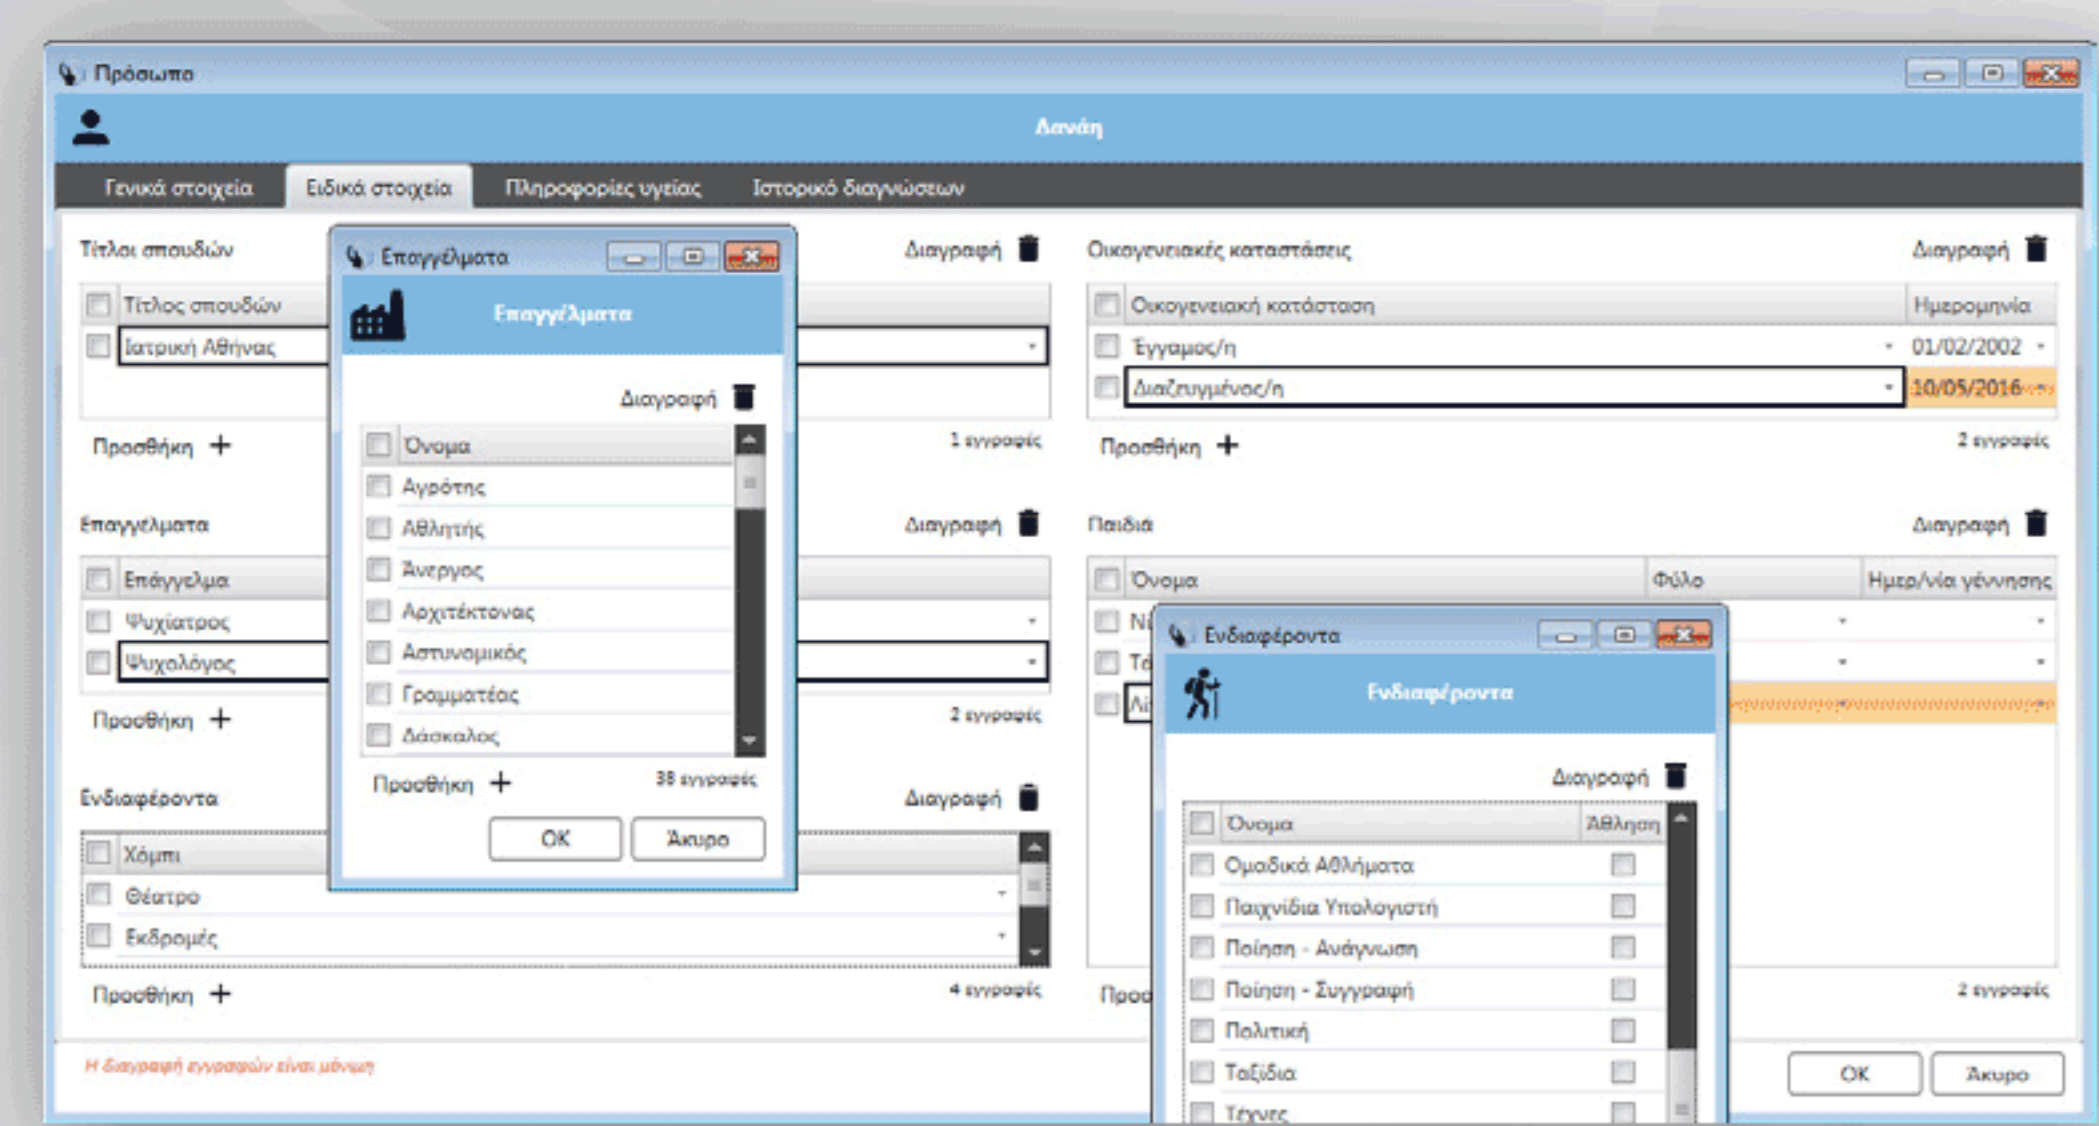 Πρόσωπο
Δανάη
Γενικά στοιχεία Ειδικά στοιχεία Πληροφορίες υγείας Ιστορικό διαγνώσεων
Τίτλοι σπουδών Διαγραφή
Τίτλος σπουδών
Ιατρική Αθήνας
Προσθήκη + 1 εγγραφές
Επαγγέλματα Διαγραφή
Επάγγελμα
Ψυχίατρος
Ψυχολόγος
Προσθήκη + 2 εγγραφές
Ενδιαφέροντα Διαγραφή
Χόμπι
Θέατρο
Εκδρομές
Προσθήκη + 4 εγγραφές
Η διαγραφή εγγραφών είναι μόνιμη
Επαγγέλματα
Επαγγέλματα
Διαγραφή
Όνομα
Αγρότης
Αθλητής
Άνεργος
Αρχιτέκτονας
Αστυνομικός
Γραμματέας
Δάσκαλος
Προσθήκη + 38 εγγραφές
OK Άκυρο
Οικογενειακές καταστάσεις Διαγραφή
Οικογενειακή κατάσταση Ημερομηνία
Έγγαμος/η 01/02/2002
Διαζευγμένος/η 10/05/2016
Προσθήκη + 2 εγγραφές
Παιδιά Διαγραφή
Όνομα Φύλο Ημερ/νία γέννησης
2 εγγραφές
Ενδιαφέροντα
Ενδιαφέροντα
Διαγραφή
Όνομα Άθληση
Ομαδικά Αθλήματα
Παιχνίδια Υπολογιστή
Ποίηση - Ανάγνωση
Ποίηση - Συγγραφή
Πολιτική
Ταξίδια
Τέχνες
OK Άκυρο